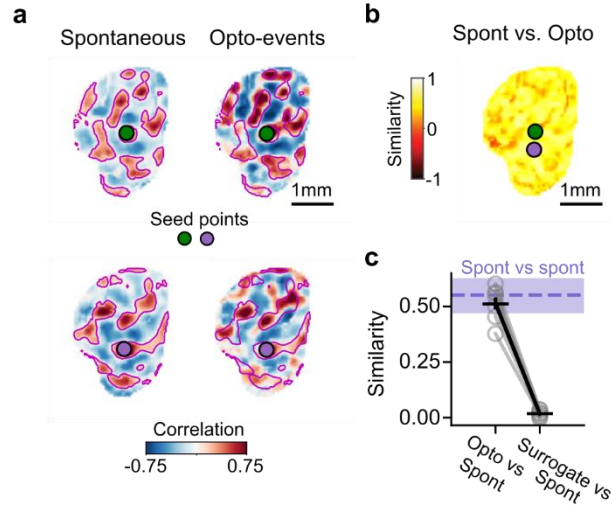 a
Spontaneous Opto-events
1mm
Seed points
Correlation
-0.75 0.75
b
Spont vs. Opto
Similarity
1
0
-1
1mm
c
Spont vs spont
Similarity
0.50
0.25
0.00
Opto vs
Spont
Surrogate vs
Spont